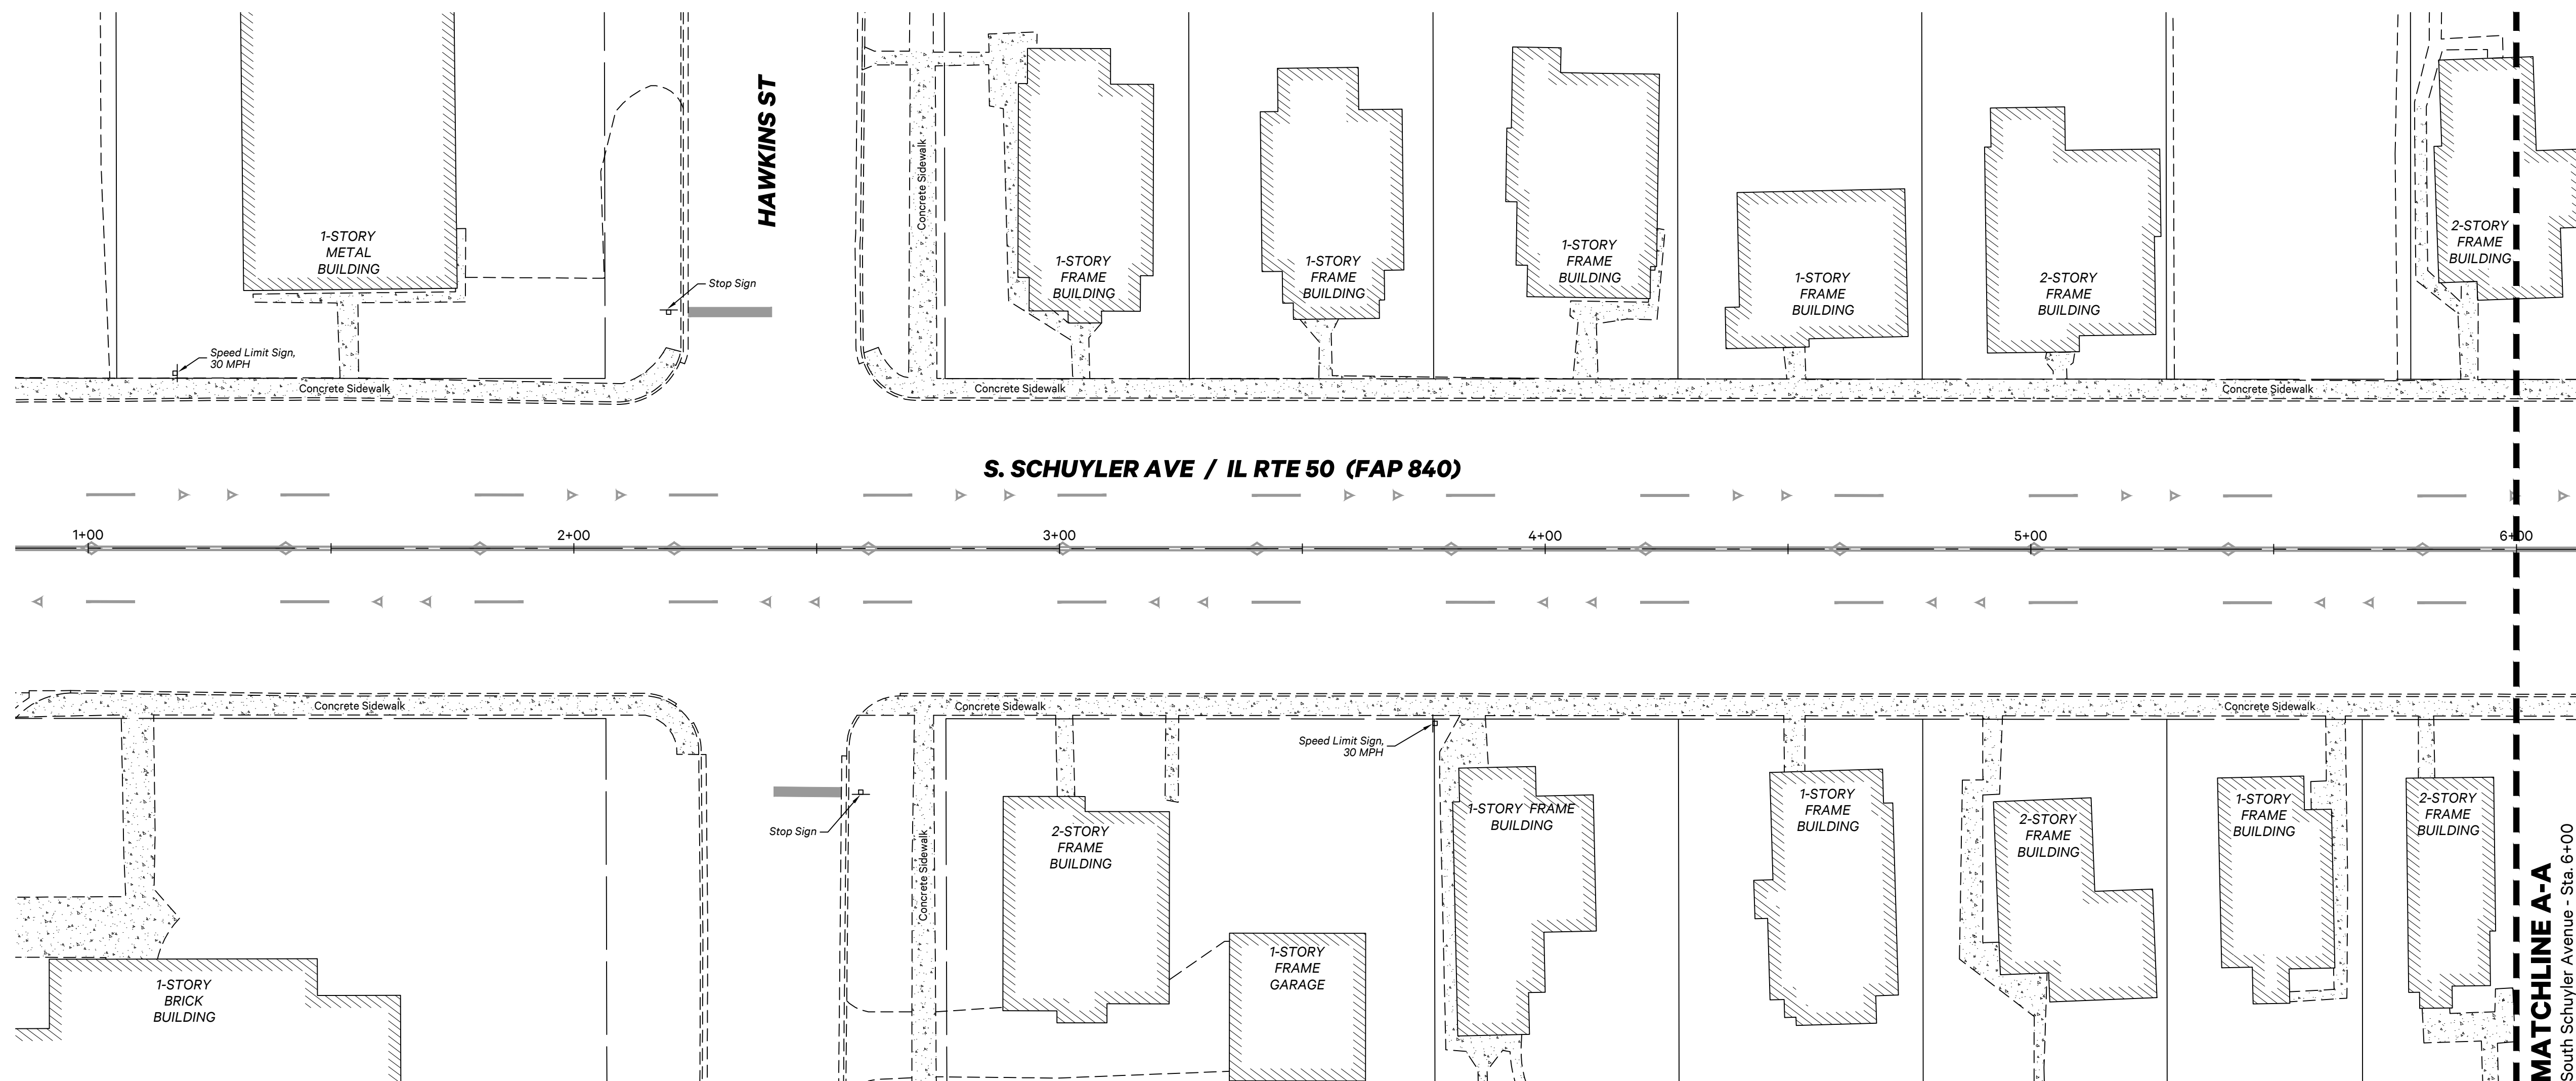 HAWKINS ST
Concrete Sidewalk
1-STORY
METAL
BUILDING
1-STORY
FRAME
BUILDING
1-STORY
FRAME
BUILDING
1-STORY
FRAME
BUILDING
1-STORY
FRAME
BUILDING
2-STORY
FRAME
BUILDING
2-STORY
FRAME
BUILDING
Stop Sign
Speed Limit Sign,
30 MPH
Concrete Sidewalk
Concrete Sidewalk
Concrete Sidewalk
S. SCHUYLER AVE / IL RTE 50 (FAP 840)
1+00
2+00
3+00
4+00
5+00
6+00
Concrete Sidewalk
Concrete Sidewalk
Concrete Sidewalk
Speed Limit Sign,
30 MPH
Stop Sign
Concrete Sidewalk
2-STORY
FRAME
BUILDING
1-STORY FRAME
BUILDING
1-STORY
FRAME
BUILDING
2-STORY
FRAME
BUILDING
1-STORY
FRAME
BUILDING
2-STORY
FRAME
BUILDING
1-STORY
FRAME
GARAGE
1-STORY
BRICK
BUILDING
MATCHLINE A-A
South Schuyler Avenue - Sta. 6+00